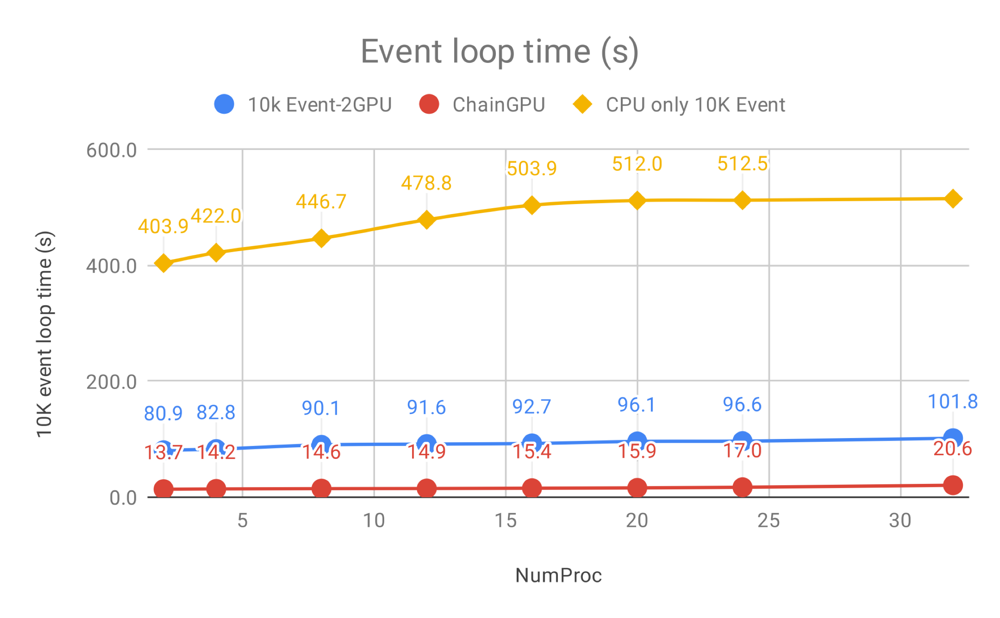 Event loop time (s)
10k Event-2GPU ChainGPU CPU only 10K Event
10K event loop time (s)
600.0
400.0
200.0
0.0
403.9 422.0 446.7 478.8 503.9 512.0 512.5
80.9 82.8 90.1 91.6 92.7 96.1 96.6 101.8
13.7 14.2 14.6 14.9 15.4 15.9 17.0 20.6
5 10 15 20 25 30
NumProc